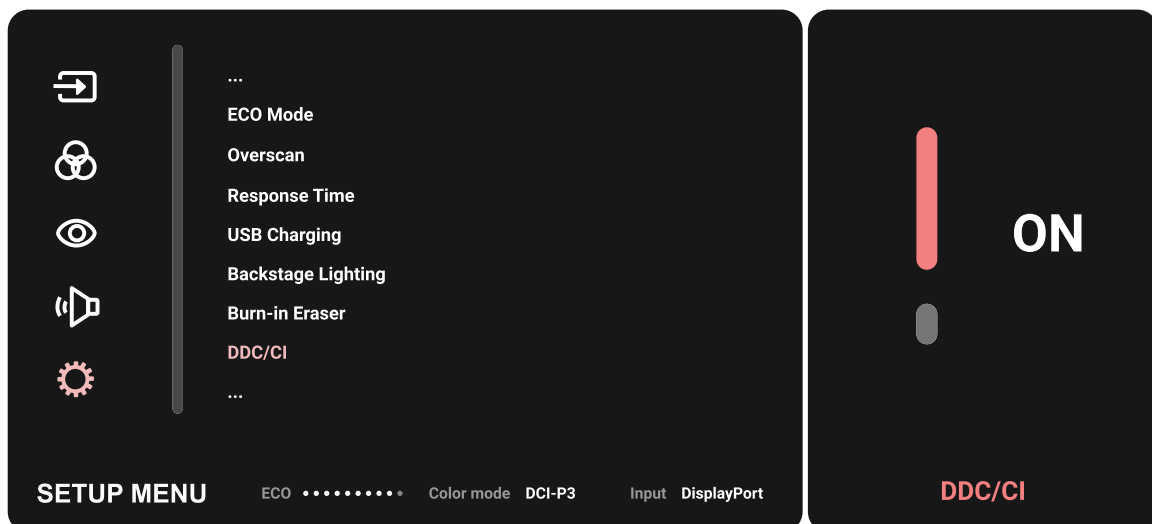 ...
ECO Mode
Overscan
Response Time
USB Charging
Backstage Lighting
Burn-in Eraser
DDC/CI
...
SETUP MENU ECO Color mode DCI-P3 Input DisplayPort
ON
DDC/CI